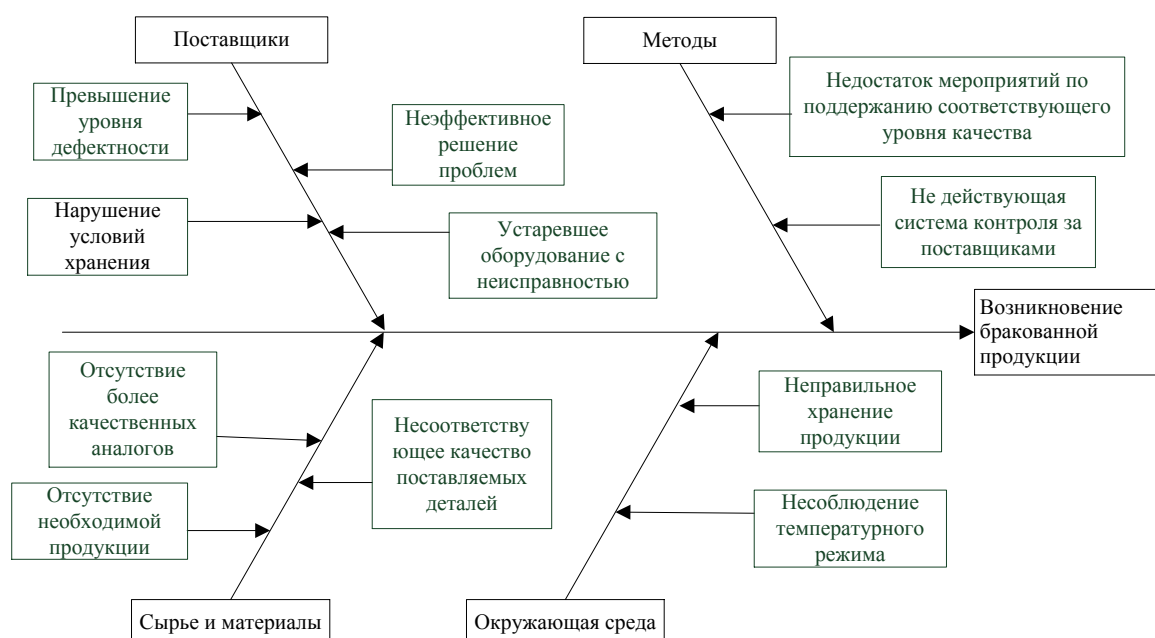 Поставщики
Методы
Превышение
уровня
дефектности
Неэффективное
решение
проблем
Недостаток мероприятий по
поддержанию соответствующего
уровня качества
Нарушение
условий
хранения
Устаревшее
оборудование с
неисправностью
Не действующая
система контроля за
поставщиками
Возникновение
бракованной
продукции
Отсутствие
более
качественных
аналогов
Несоответству
ющее качество
поставляемых
деталей
Неправильное
хранение
продукции
Отсутствие
необходимой
продукции
Несоблюдение
температурного
режима
Сырье и материалы
Окружающая среда